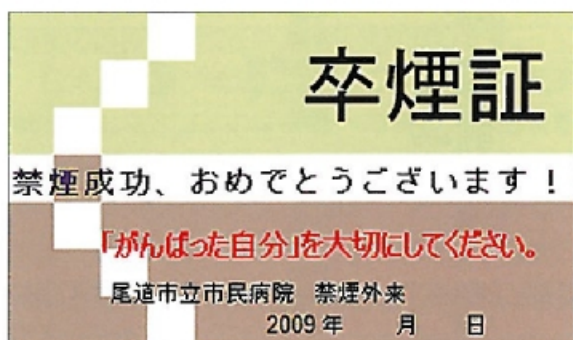 卒煙証
禁煙成功、おめでとうございます!
「がんばった自分」を大切にしてください。
尾道市立市民病院 禁煙外来
2009年 月 日